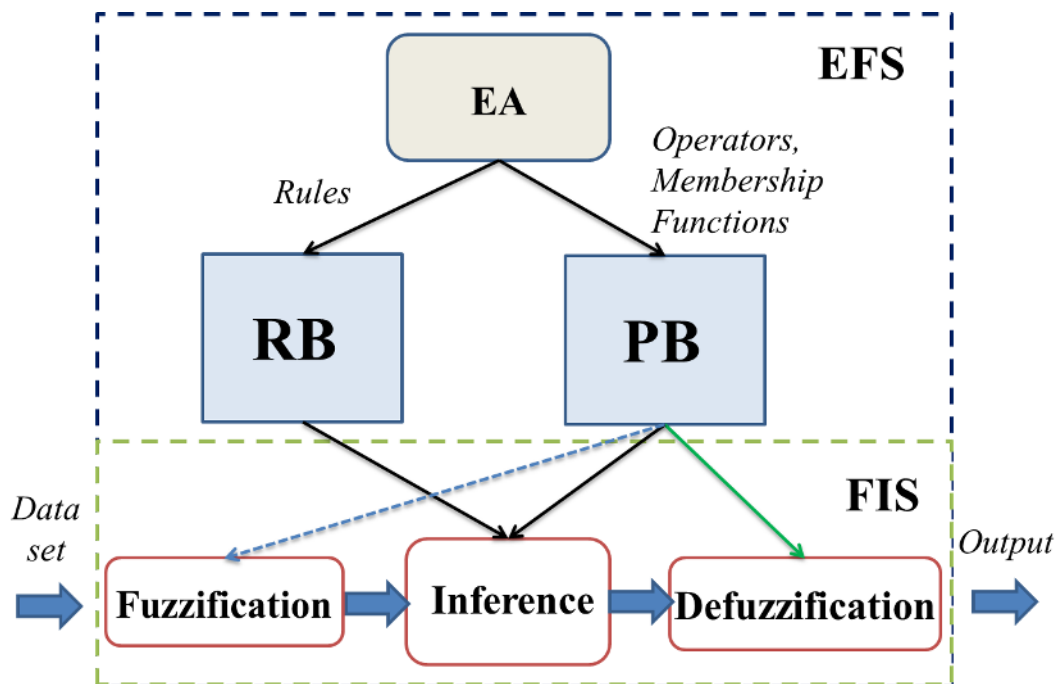 EFS
EA
Operators,
Membership
Functions
Rules
RB
PB
FIS
Data
set
Output
Fuzzification
Inference
Defuzzification